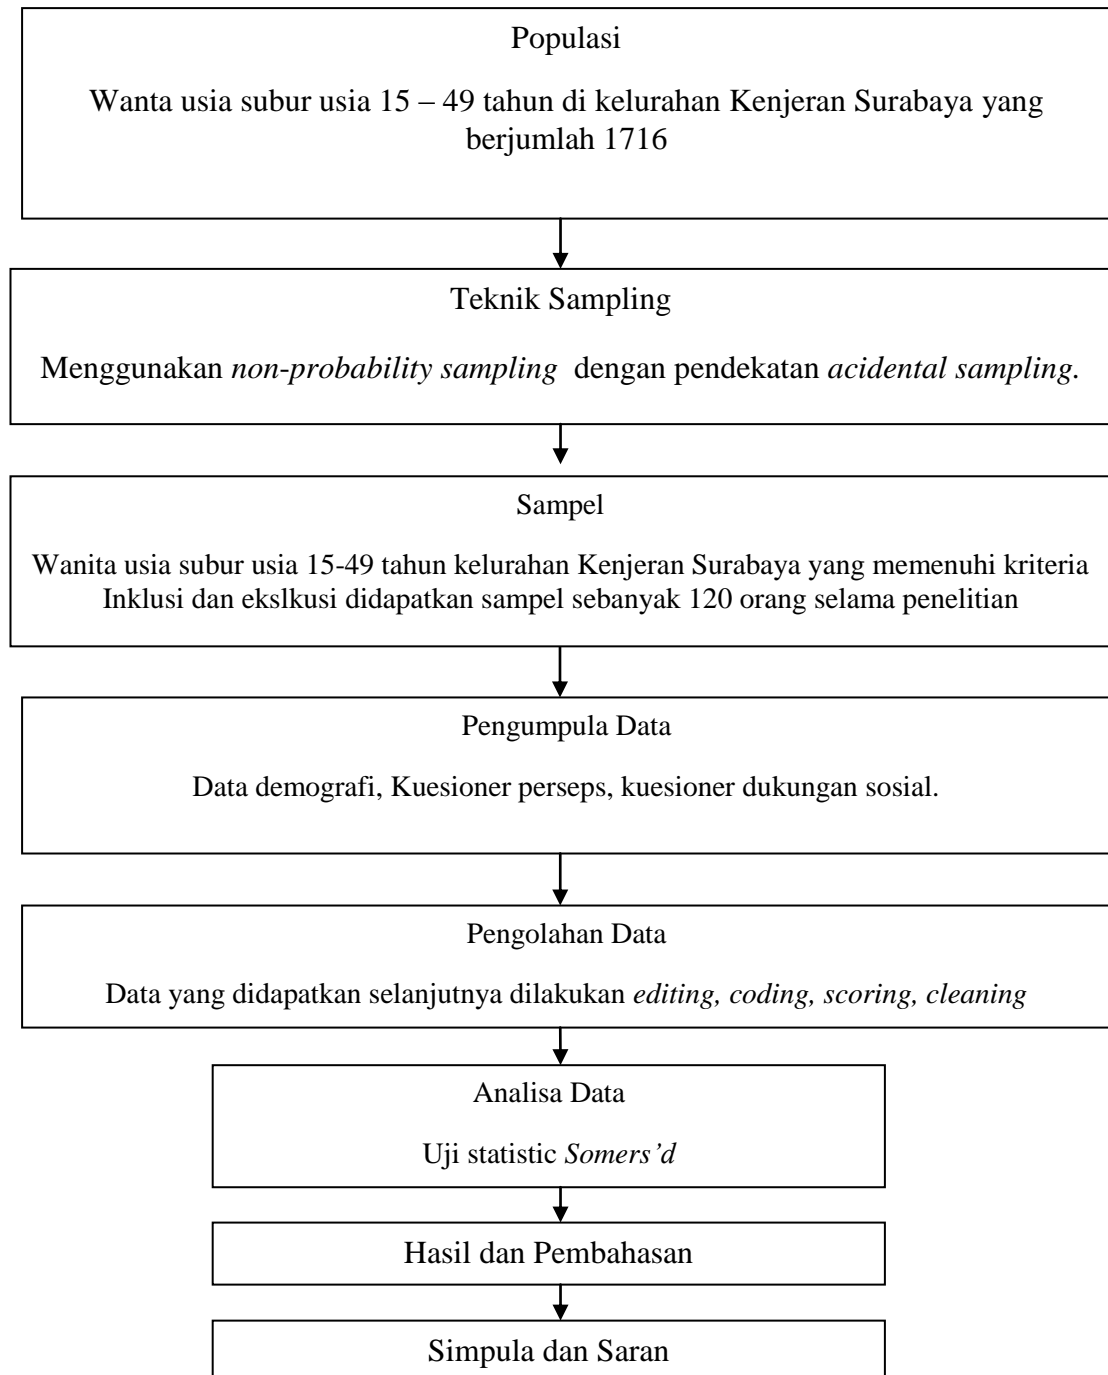 Populasi
Wanta usia subur usia 15 – 49 tahun di kelurahan Kenjeran Surabaya yang
berjumlah 1716
Teknik Sampling
Menggunakan non-probability sampling dengan pendekatan acidental sampling.
Sampel
Wanita usia subur usia 15-49 tahun kelurahan Kenjeran Surabaya yang memenuhi kriteria
Inklusi dan ekslkusi didapatkan sampel sebanyak 120 orang selama penelitian
Pengumpula Data
Data demografi, Kuesioner perseps, kuesioner dukungan sosial.
Pengolahan Data
Data yang didapatkan selanjutnya dilakukan editing, coding, scoring, cleaning
Analisa Data
Uji statistic Somers’d
Hasil dan Pembahasan
Simpula dan Saran